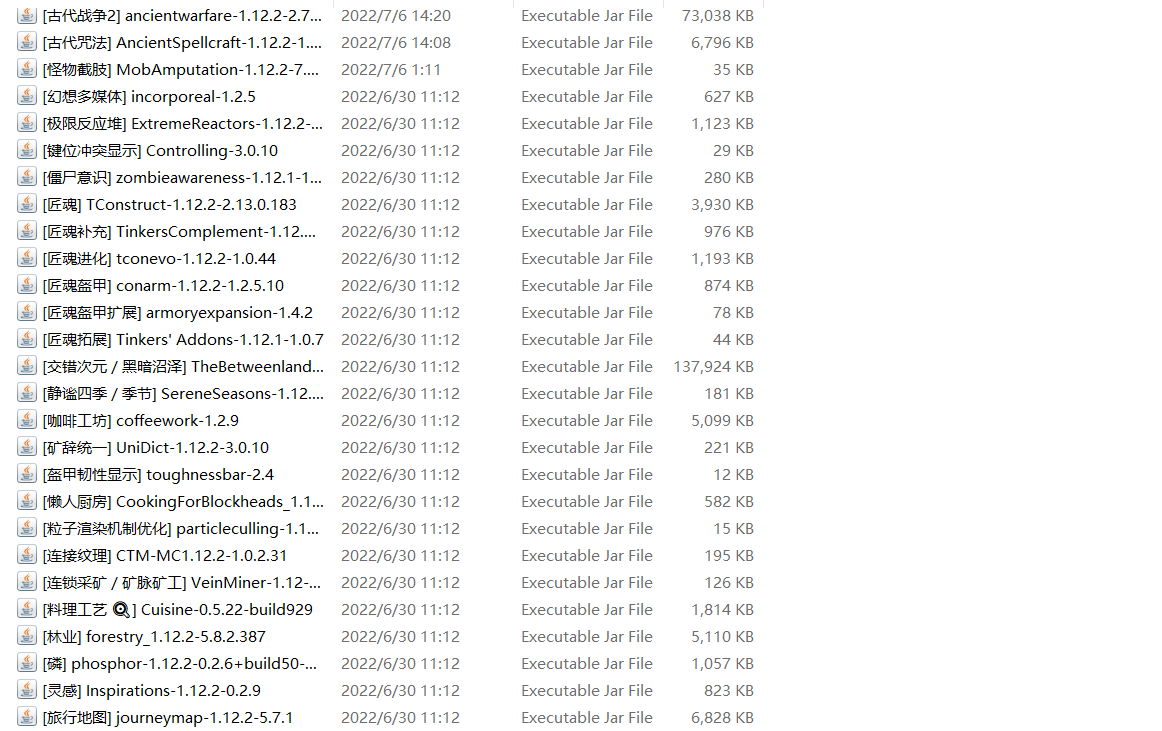 [古代战争2] ancientwarfare-1.12.2-2.7... 2022/7/6 14:20 Executable Jar File 73,038 KB
[古代咒法] AncientSpellcraft-1.12.2-1.... 2022/7/6 14:08 Executable Jar File 6,796 KB
[怪物截肢] MobAmputation-1.12.2-7.... 2022/7/6 1:11 Executable Jar File 35 KB
[幻想多媒体] incorporeal-1.2.5 2022/6/30 11:12 Executable Jar File 627 KB
[极限反应堆] ExtremeReactors-1.12.2-... 2022/6/30 11:12 Executable Jar File 1,123 KB
[键位冲突显示] Controlling-3.0.10 2022/6/30 11:12 Executable Jar File 29 KB
[僵尸意识] zombieawareness-1.12.1-1... 2022/6/30 11:12 Executable Jar File 280 KB
[匠魂] TConstruct-1.12.2-2.13.0.183 2022/6/30 11:12 Executable Jar File 3,930 KB
[匠魂补充] TinkersComplement-1.12.... 2022/6/30 11:12 Executable Jar File 976 KB
[匠魂进化] tconevo-1.12.2-1.0.44 2022/6/30 11:12 Executable Jar File 1,193 KB
[匠魂盔甲] conarm-1.12.2-1.2.5.10 2022/6/30 11:12 Executable Jar File 874 KB
[匠魂盔甲扩展] armoryexpansion-1.4.2 2022/6/30 11:12 Executable Jar File 78 KB
[匠魂拓展] Tinkers' Addons-1.12.1-1.0.7 2022/6/30 11:12 Executable Jar File 44 KB
[交错次元 / 黑暗沼泽] TheBetweenland... 2022/6/30 11:12 Executable Jar File 137,924 KB
[静谧四季 / 季节] SereneSeasons-1.12.... 2022/6/30 11:12 Executable Jar File 181 KB
[咖啡工坊] coffeework-1.2.9 2022/6/30 11:12 Executable Jar File 5,099 KB
[矿辞统一] UniDict-1.12.2-3.0.10 2022/6/30 11:12 Executable Jar File 221 KB
[盔甲韧性显示] toughnessbar-2.4 2022/6/30 11:12 Executable Jar File 12 KB
[懒人厨房] CookingForBlockheads_1.1... 2022/6/30 11:12 Executable Jar File 582 KB
[粒子渲染机制优化] particleculling-1.1... 2022/6/30 11:12 Executable Jar File 15 KB
[连接纹理] CTM-MC1.12.2-1.0.2.31 2022/6/30 11:12 Executable Jar File 195 KB
[连锁采矿 / 矿脉矿工] VeinMiner-1.12-... 2022/6/30 11:12 Executable Jar File 126 KB
[料理工艺 🍳] Cuisine-0.5.22-build929 2022/6/30 11:12 Executable Jar File 1,814 KB
[林业] forestry_1.12.2-5.8.2.387 2022/6/30 11:12 Executable Jar File 5,110 KB
[磷] phosphor-1.12.2-0.2.6+build50-... 2022/6/30 11:12 Executable Jar File 1,057 KB
[灵感] Inspirations-1.12.2-0.2.9 2022/6/30 11:12 Executable Jar File 823 KB
[旅行地图] journeymap-1.12.2-5.7.1 2022/6/30 11:12 Executable Jar File 6,828 KB